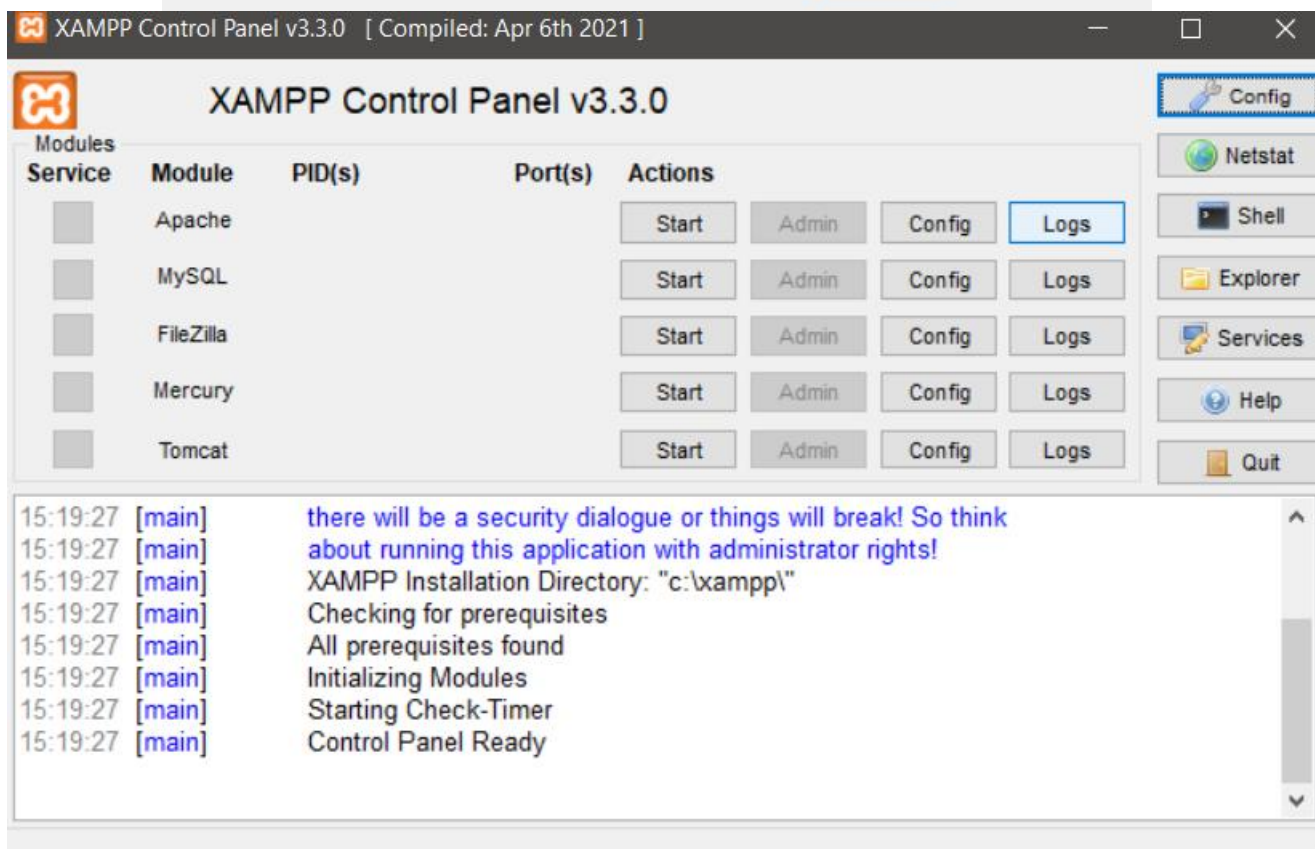 XAMPP Control Panel v3.3.0 [ Compiled: Apr 6th 2021 ]
XAMPP Control Panel v3.3.0
Config
Modules
Service Module PID(s) Port(s) Actions
Netstat
Apache Start Admin Config Logs
Shell
MySQL Start Admin Config Logs
Explorer
FileZilla Start Admin Config Logs
Services
Mercury Start Admin Config Logs
Help
Tomcat Start Admin Config Logs
Quit
15:19:27 [main] there will be a security dialogue or things will break! So think
15:19:27 [main] about running this application with administrator rights!
15:19:27 [main] XAMPP Installation Directory: "c:\xampp\"
15:19:27 [main] Checking for prerequisites
15:19:27 [main] All prerequisites found
15:19:27 [main] Initializing Modules
15:19:27 [main] Starting Check-Timer
15:19:27 [main] Control Panel Ready